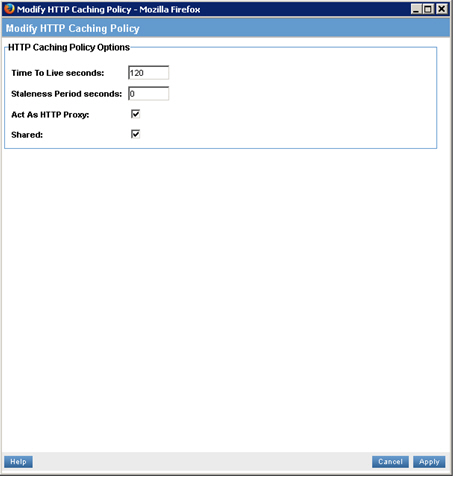 Modify HTTP Caching Policy - Mozilla Firefox
Modify HTTP Caching Policy
HTTP Caching Policy Options
Time To Live seconds: 120
Staleness Period seconds: 0
Act As HTTP Proxy:
Shared:
Help Cancel Apply